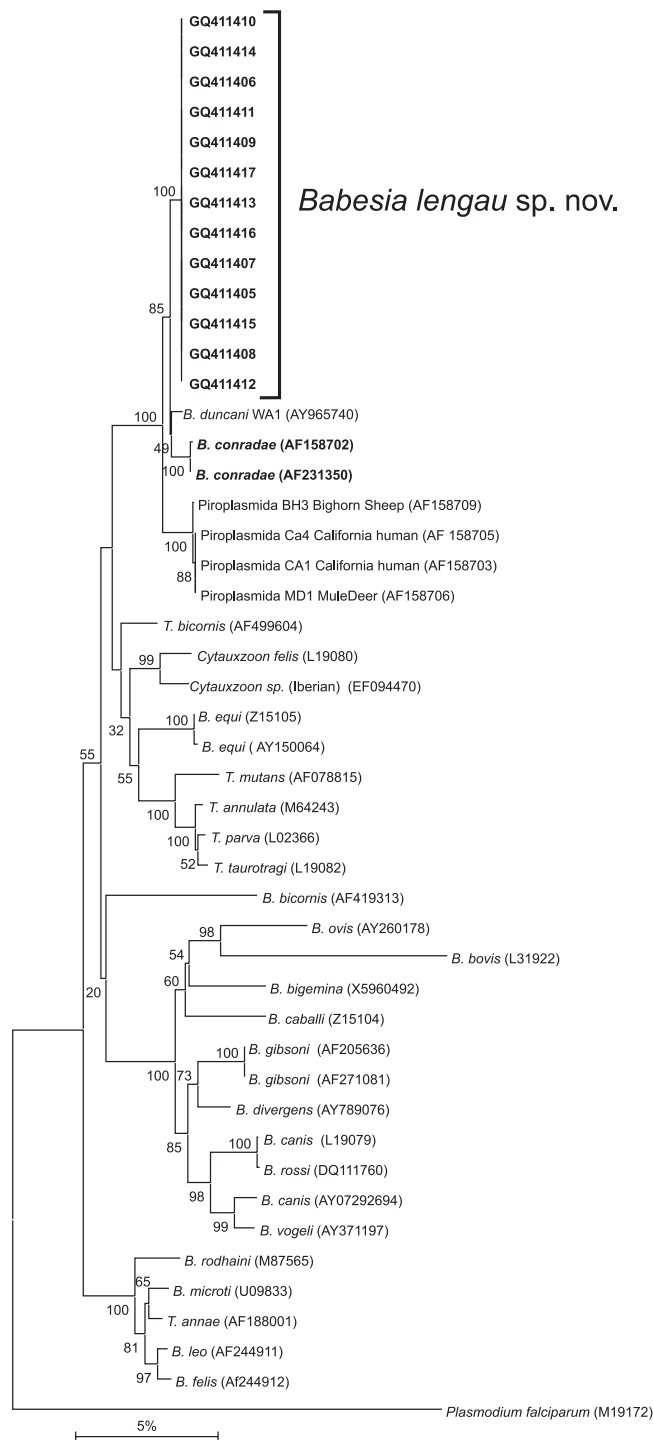 GQ411410
GQ411414
GQ411406
GQ411411
GQ411409
GQ411417
100
GQ411413
Babesia lengau sp. nov.
GQ411416
GQ411407
GQ411405
85
GQ411415
GQ411408
GQ411412
100
B. duncani WA1 (AY965740)
49
B. conradae (AF158702)
100
B. conradae (AF231350)
Piroplasmida BH3 Bighorn Sheep (AF158709)
Piroplasmida Ca4 California human (AF 158705)
100
Piroplasmida CA1 California human (AF158703)
88
Piroplasmida MD1 MuleDeer (AF158706)
T. bicornis (AF499604)
99
Cytauxzoon felis (L19080)
Cytauxzoon sp. (Iberian) (EF094470)
100
B. equi (Z15105)
32
B. equi ( AY150064)
55
55
T. mutans (AF078815)
T. annulata (M64243)
100
T. parva (L02366)
100
52
T. taurotragi (L19082)
B. bicornis (AF419313)
98
B. ovis (AY260178)
54
B. bovis (L31922)
60
B. bigemina (X5960492)
20
B. caballi (Z15104)
100
B. gibsoni (AF205636)
100
73
B. gibsoni (AF271081)
B. divergens (AY789076)
85
100
B. canis (L19079)
B. rossi (DQ111760)
98
B. canis (AY07292694)
99
B. vogeli (AY371197)
B. rodhaini (M87565)
65
B. microti (U09833)
100
T. annae (AF188001)
81
B. leo (AF244911)
97
B. felis (Af244912)
Plasmodium falciparum (M19172)
5%